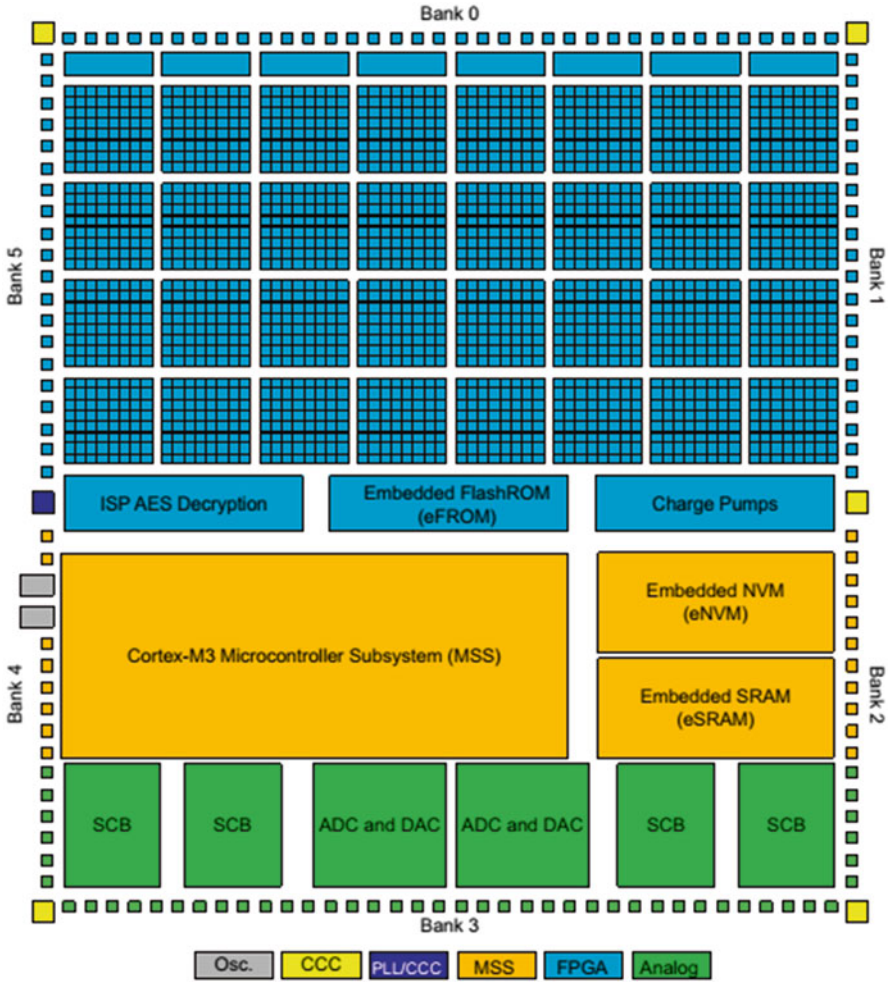 Bank 0
Bank 5
Bank 1
ISP AES Decryption
Embedded FlashROM
(eFROM)
Charge Pumps
Cortex-M3 Microcontroller Subsystem (MSS)
Embedded NVM
(eNVM)
Embedded SRAM
(eSRAM)
Bank 4
Bank 2
SCB
SCB
ADC and DAC
ADC and DAC
SCB
SCB
Bank 3
Osc.
CCC
PLL/CCC
MSS
FPGA
Analog